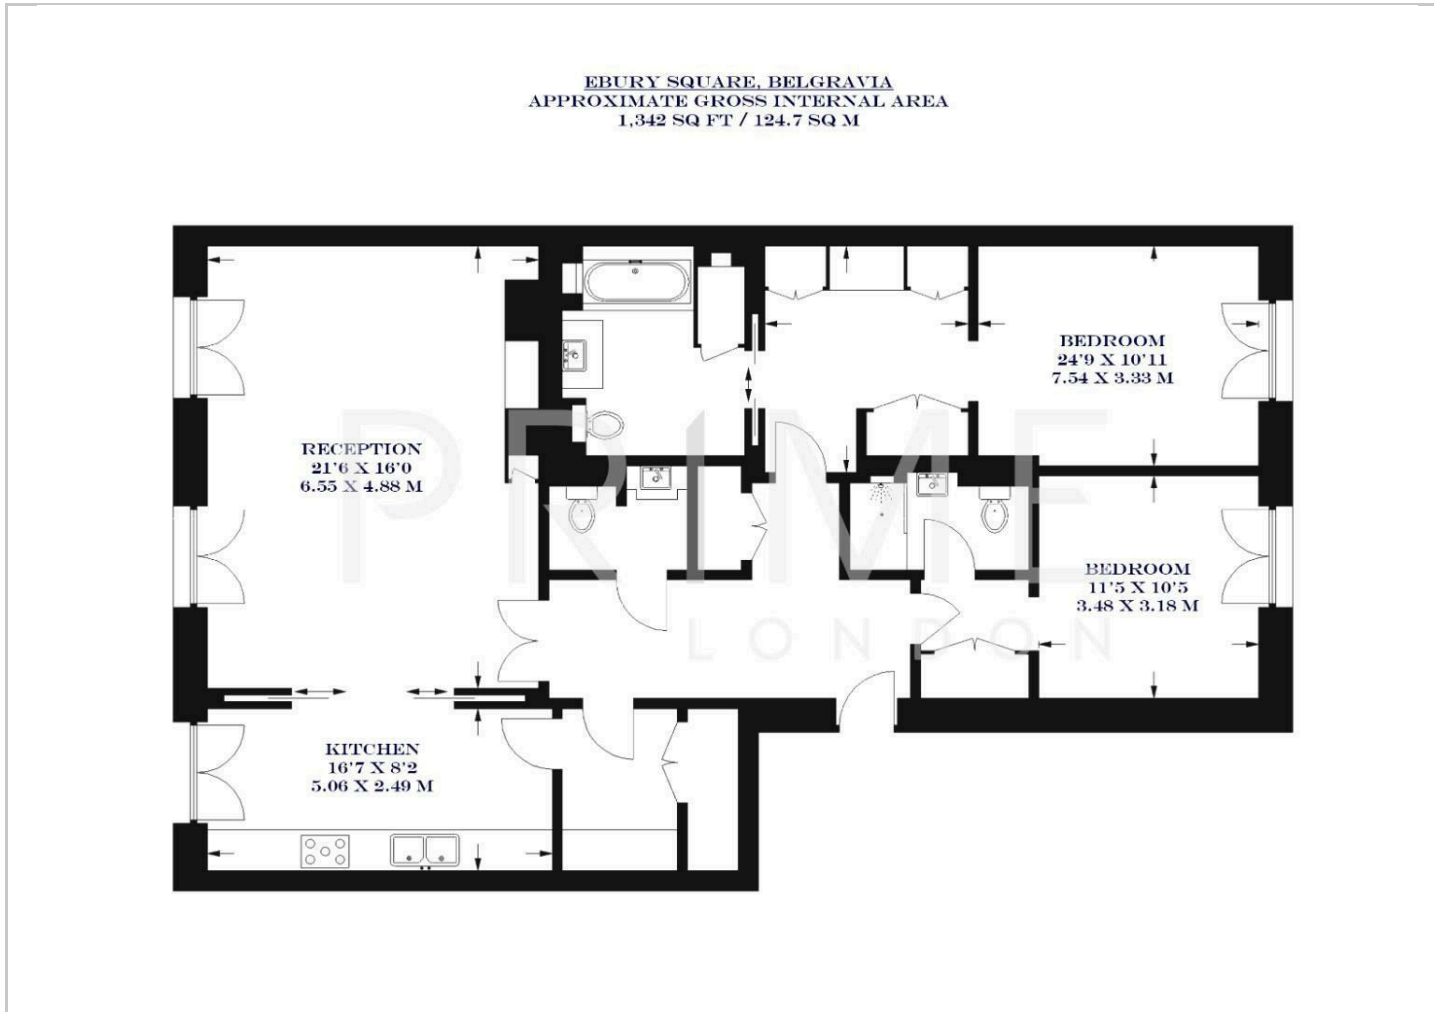 EBURY SQUARE, BELGRAVIA
APPROXIMATE GROSS INTERNAL AREA
1,342 SQ FT / 124.7 SQ M
BEDROOM
24'9 X 10'11
7.54 X 3.33 M
RECEPTION
21'6 X 16'0
6.55 X 4.88 M
PRIME
LONDON
BEDROOM
11'5 X 10'5
3.48 X 3.18 M
KITCHEN
16'7 X 8'2
5.06 X 2.49 M